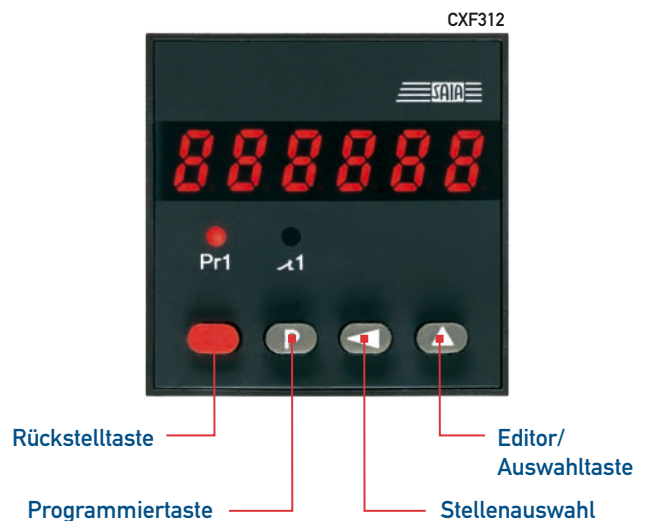 CXF312
SAIA
888888
Pr1
1
P
Rückstelltaste
Editor/
Auswahltaste
Programmiertaste
Stellenauswahl